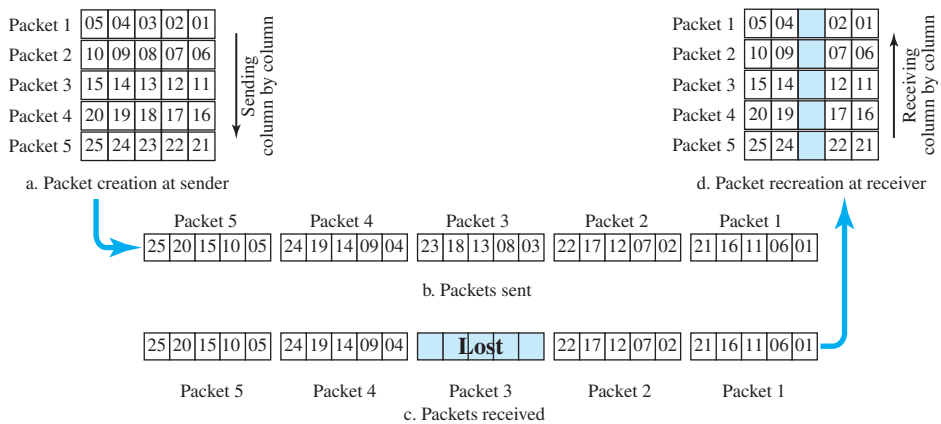 Packet 1 05 04 03 02 01
Packet 2 10 09 08 07 06
Packet 3 15 14 13 12 11
Packet 4 20 19 18 17 16
Packet 5 25 24 23 22 21
Sending
column by column
a. Packet creation at sender
Packet 1 05 04 02 01
Packet 2 10 09 07 06
Packet 3 15 14 12 11
Packet 4 20 19 17 16
Packet 5 25 24 22 21
Receiving
column by column
d. Packet recreation at receiver
Packet 5 Packet 4 Packet 3 Packet 2 Packet 1
25 20 15 10 05 24 19 14 09 04 23 18 13 08 03 22 17 12 07 02 21 16 11 06 01
b. Packets sent
25 20 15 10 05 24 19 14 09 04 Lost 22 17 12 07 02 21 16 11 06 01
Packet 5 Packet 4 Packet 3 Packet 2 Packet 1
c. Packets received